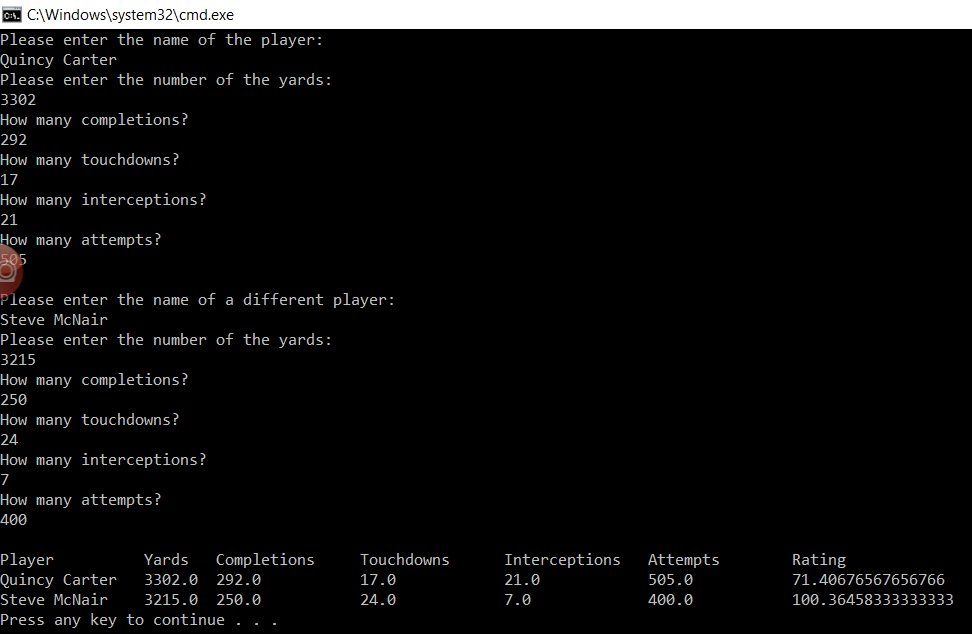 C:\Windows\system32\cmd.exe
Please enter the name of the player:
Quincy Carter
Please enter the number of the yards:
3302
How many completions?
292
How many touchdowns?
17
How many interceptions?
21
How many attempts?
505
Please enter the name of a different player:
Steve McNair
Please enter the number of the yards:
3215
How many completions?
250
How many touchdowns?
24
How many interceptions?
7
How many attempts?
400
Player Yards Completions Touchdowns Interceptions Attempts Rating
Quincy Carter 3302.0 292.0 17.0 21.0 505.0 71.40676567656766
Steve McNair 3215.0 250.0 24.0 7.0 400.0 100.36458333333333
Press any key to continue . . .